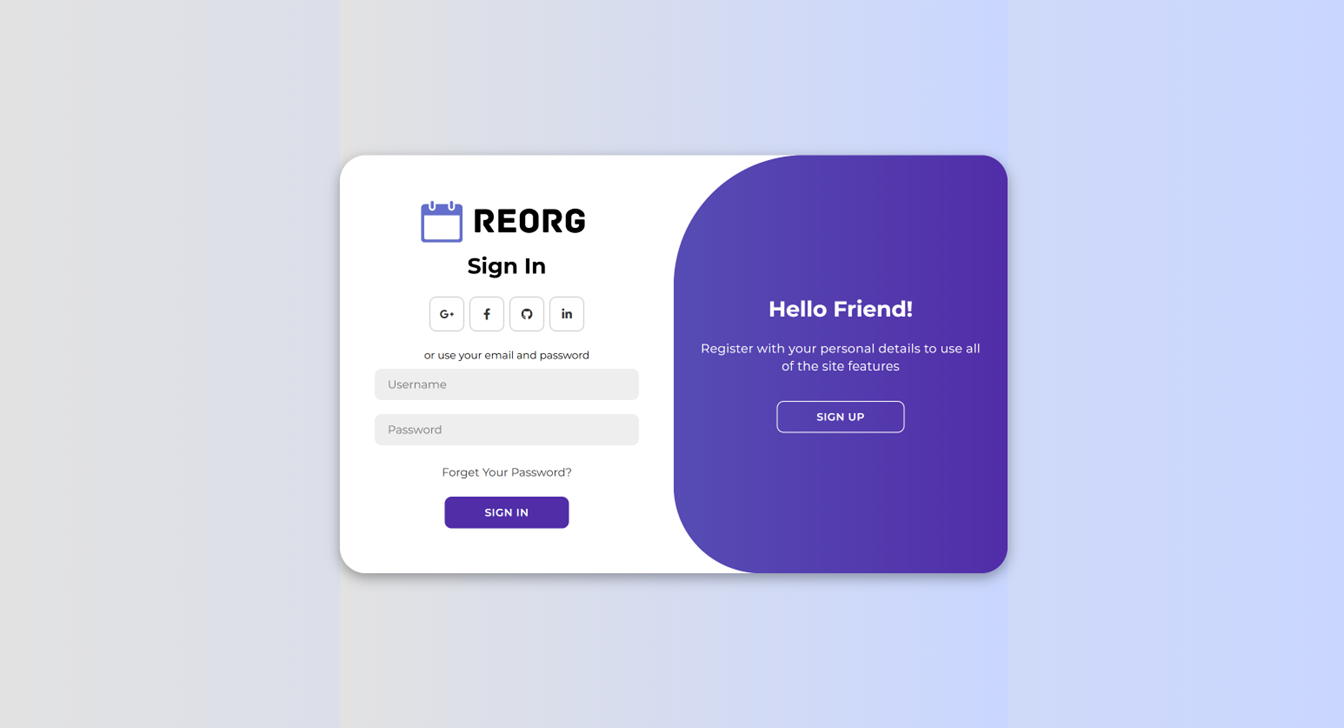 REORG
Sign In
G+
f
in
or use your email and password
Username
Password
Forget Your Password?
SIGN IN
Hello Friend!
Register with your personal details to use all
of the site features
SIGN UP